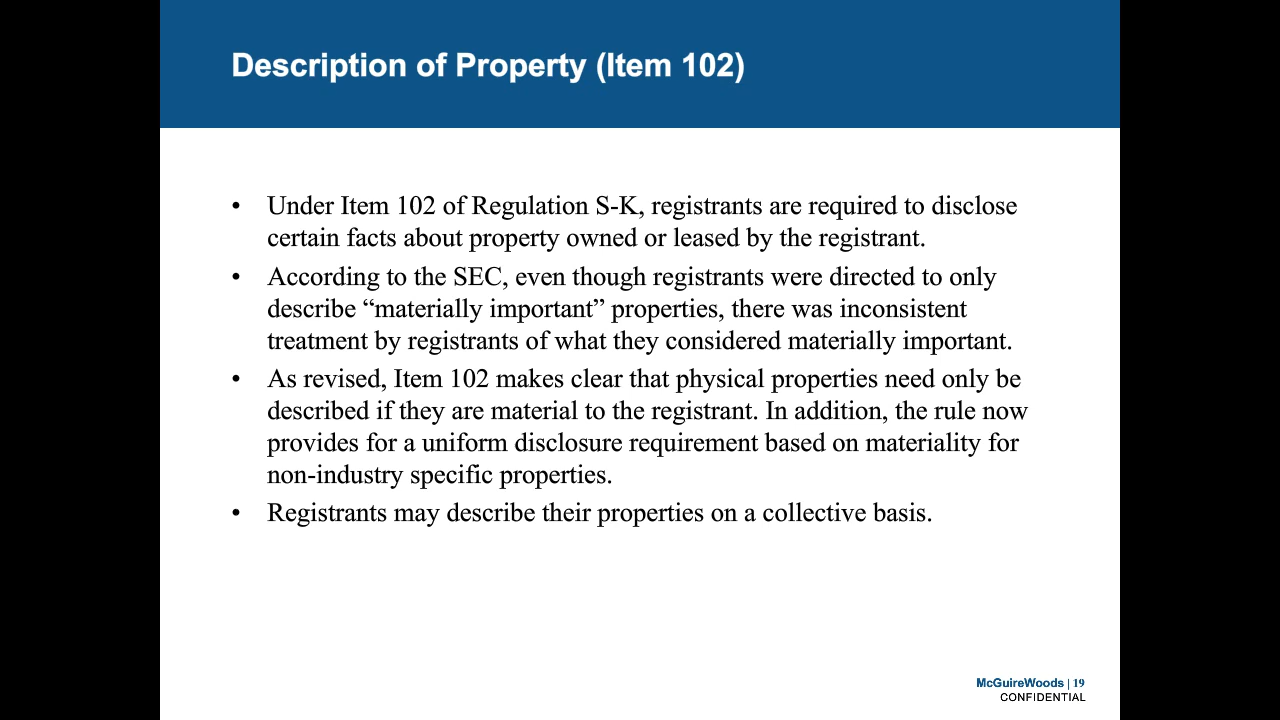 Description of Property (Item 102)
• Under Item 102 of Regulation S-K, registrants are required to disclose
certain facts about property owned or leased by the registrant.
• According to the SEC, even though registrants were directed to only
describe “materially important” properties, there was inconsistent
treatment by registrants of what they considered materially important.
• As revised, Item 102 makes clear that physical properties need only be
described if they are material to the registrant. In addition, the rule now
provides for a uniform disclosure requirement based on materiality for
non-industry specific properties.
• Registrants may describe their properties on a collective basis.
McGuireWoods | 19
CONFIDENTIAL